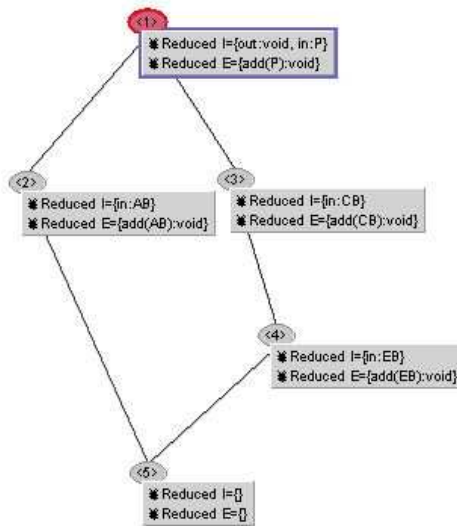 <1>
Reduced I={out:void, in:P}
Reduced E={add(P):void}
<2>
Reduced I={in:AB}
Reduced E={add(AB):void}
<3>
Reduced I={in:CB}
Reduced E={add(CB):void}
<4>
Reduced I={in:EB}
Reduced E={add(EB):void}
<5>
Reduced I={}
Reduced E={}